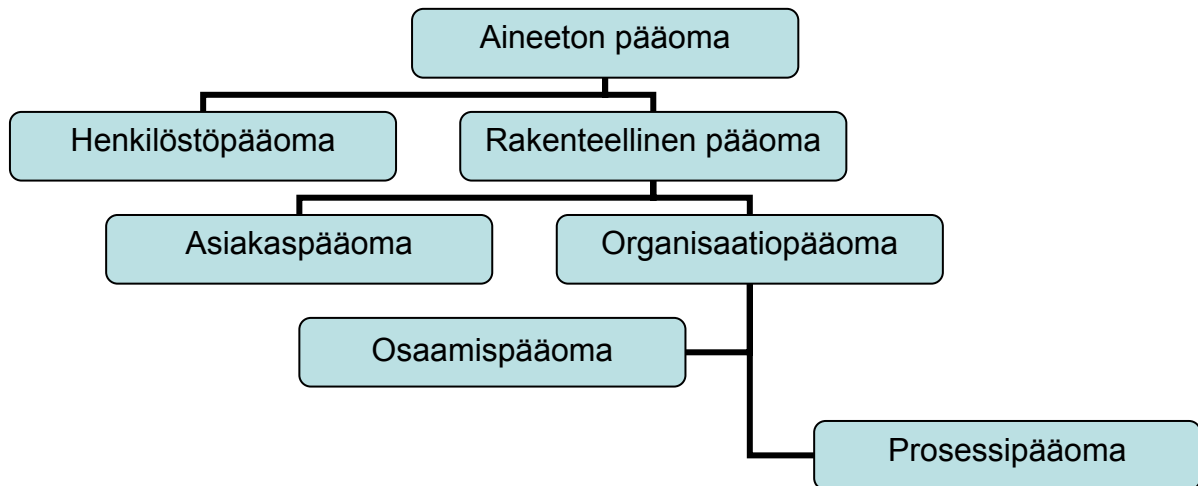 Aineeton pääoma
Henkilöstöpääoma
Rakenteellinen pääoma
Asiakaspääoma
Organisaatiopääoma
Osaamispääoma
Prosessipääoma